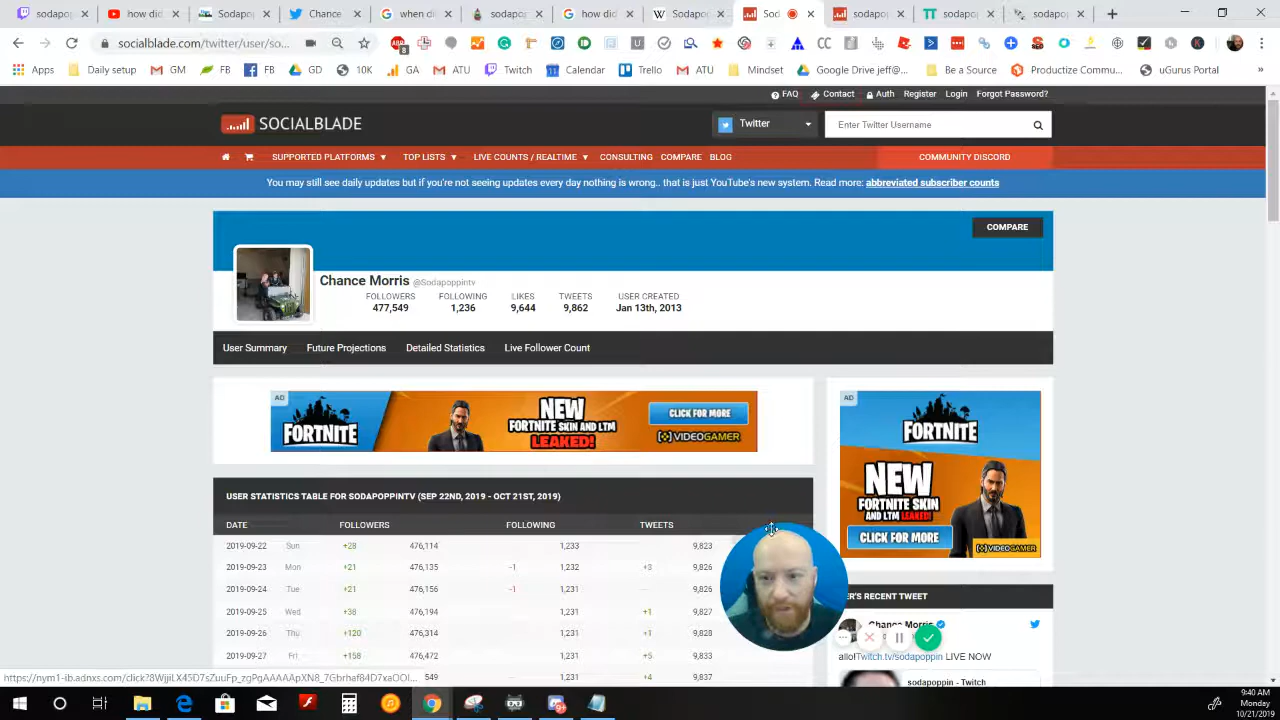 sodapop
how did
Sodapo
Chance
when di
sodapop
how did
Sodapo
Sod
sodapop
sodapop
sodapop
socialblade.com/twitter/user/so...
Apps Daily setup GM FB FB GD 10K GA ATU Twitch Calendar Trello ATU Mindset Google Drive jeff@... Be a Source Productize Commu... uGurus Portal »
FAQ Contact Auth Register Login Forgot Password?
SOCIALBLADE
Twitter
Enter Twitter Username
SUPPORTED PLATFORMS TOP LISTS LIVE COUNTS / REALTIME CONSULTING COMPARE BLOG
COMMUNITY DISCORD
You may still see daily updates but if you're not seeing updates every day nothing is wrong.. that is just YouTube's new system. Read more: abbreviated subscriber counts
COMPARE
Chance Morris @Sodapoppintv
FOLLOWERS FOLLOWING LIKES TWEETS USER CREATED
477,549 1,236 9,644 9,862 Jan 13th, 2013
User Summary Future Projections Detailed Statistics Live Follower Count
AD
FORTNITE
NEW
FORTNITE SKIN AND LTM
LEAKED!
CLICK FOR MORE
VIDEOGAMER
AD
FORTNITE
NEW
FORTNITE SKIN
AND LTM LEAKED!
CLICK FOR MORE
VIDEOGAMER
USER STATISTICS TABLE FOR SODAPOPPINTV (SEP 22ND, 2019 - OCT 21ST, 2019)
DATE FOLLOWERS FOLLOWING TWEETS
2019-09-22 Sun +28 476,114 1,233 9,823
2019-09-23 Mon +21 476,135 -1 1,232 +3 9,826
2019-09-24 Tue +21 476,156 -1 1,231 -- 9,826
2019-09-25 Wed +38 476,194 1,231 +1 9,827
2019-09-26 Thu +120 476,314 1,231 +1 9,828
2019-09-27 Fri +158 476,472 1,231 +5 9,833
549 1,231 +4 9,837
ER'S RECENT TWEET
Chance Morris
alloITwitch.tv/sodapoppin LIVE NOW
sodapoppin - Twitch
9:40 AM
Monday
10/21/2019